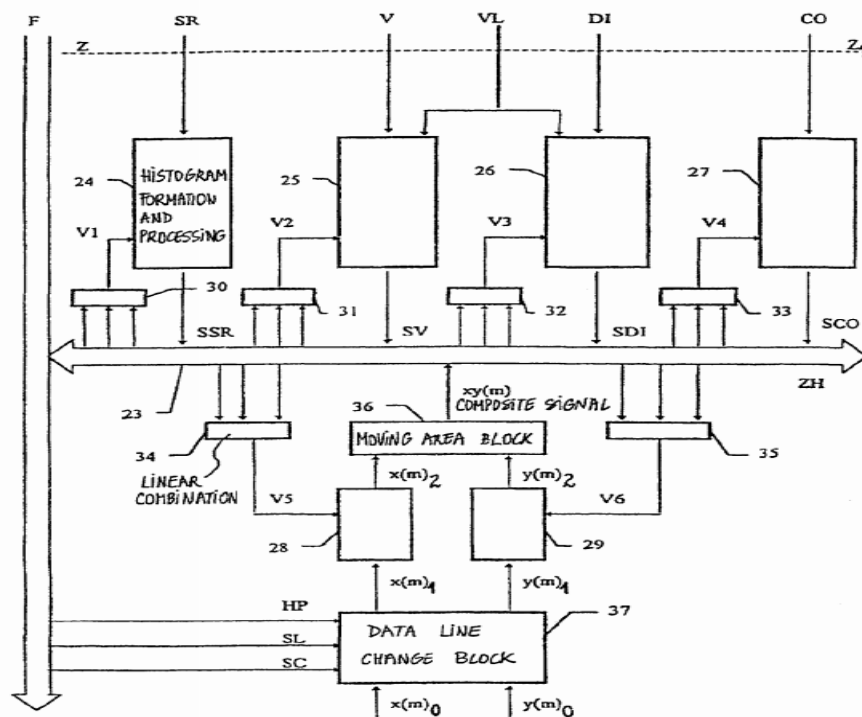 F SR V VL DI CO
Z Z
24 HISTOGRAM FORMATION AND PROCESSING 25 26 27
V1 V2 V3 V4
30 31 32 33
SSR SV SDI SCO
ZH
23 xy(m)
36 COMPOSITE SIGNAL
MOVING AREA BLOCK
34 35
LINEAR COMBINATION
x(m)2 y(m)2
V5 V6
28 29
x(m)1 y(m)1
HP 37
SL DATA LINE
SC CHANGE BLOCK
x(m)0 y(m)0